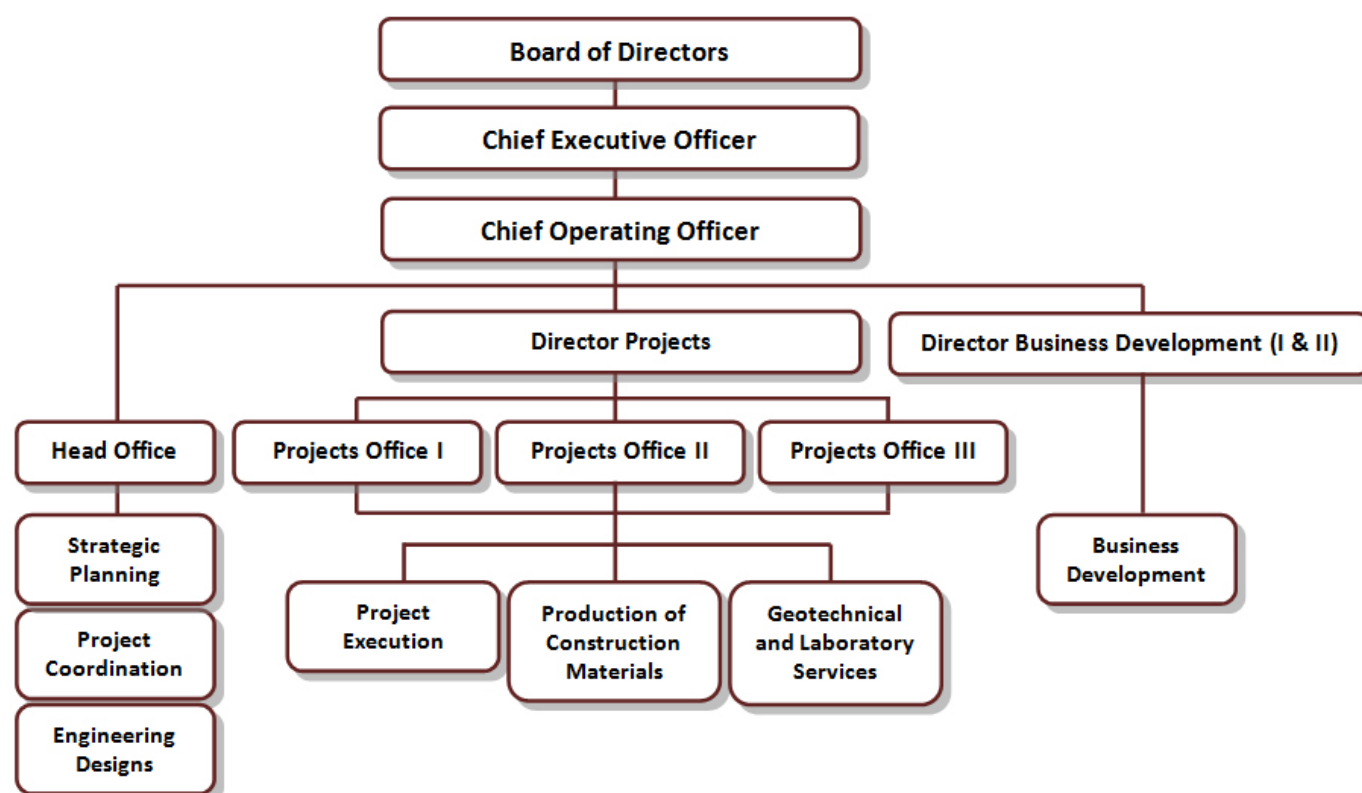 Board of Directors
Chief Executive Officer
Chief Operating Officer
Director Projects
Director Business Development (I & II)
Head Office
Projects Office I
Projects Office II
Projects Office III
Strategic
Planning
Project
Coordination
Engineering
Designs
Project
Execution
Production of
Construction
Materials
Geotechnical
and Laboratory
Services
Business
Development